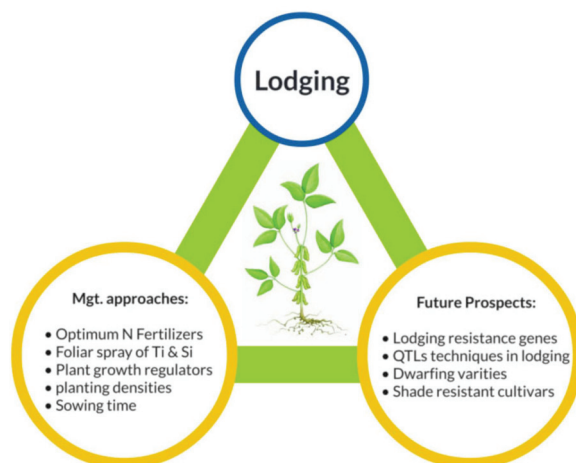 Lodging
Mgt. approaches:
• Optimum N Fertilizers
• Foliar spray of Ti & Si
• Plant growth regulators
• planting densities
• Sowing time
Future Prospects:
• Lodging resistance genes
• QTLs techniques in lodging
• Dwarfing varities
• Shade resistant cultivars